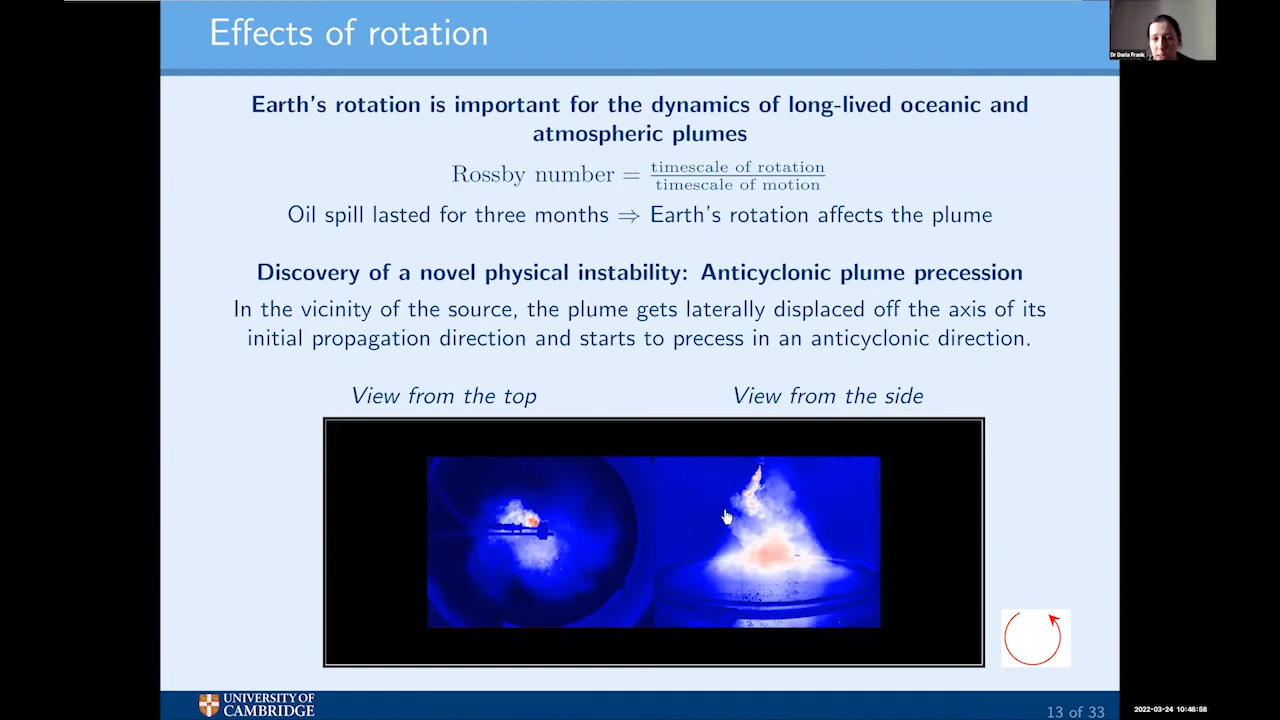 Effects of rotation
Dr Daria Frank
Earth's rotation is important for the dynamics of long-lived oceanic and
atmospheric plumes
Rossby number = timescale of rotation
timescale of motion
Oil spill lasted for three months ⇒ Earth's rotation affects the plume
Discovery of a novel physical instability: Anticyclonic plume precession
In the vicinity of the source, the plume gets laterally displaced off the axis of its
initial propagation direction and starts to precess in an anticyclonic direction.
View from the top
View from the side
UNIVERSITY OF
CAMBRIDGE
13 of 33
2022-03-24 10:46:58